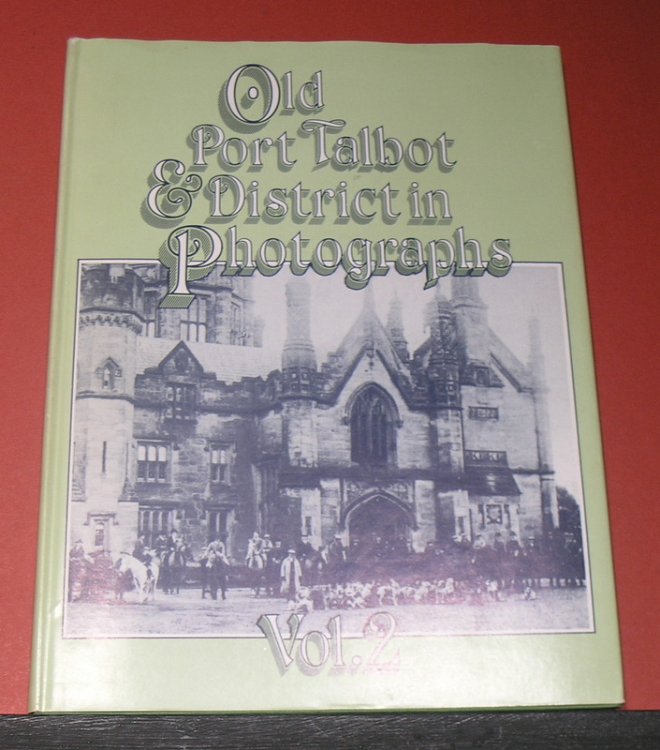 Old
Port Talbot
& District in
Photographs
Vol. 2